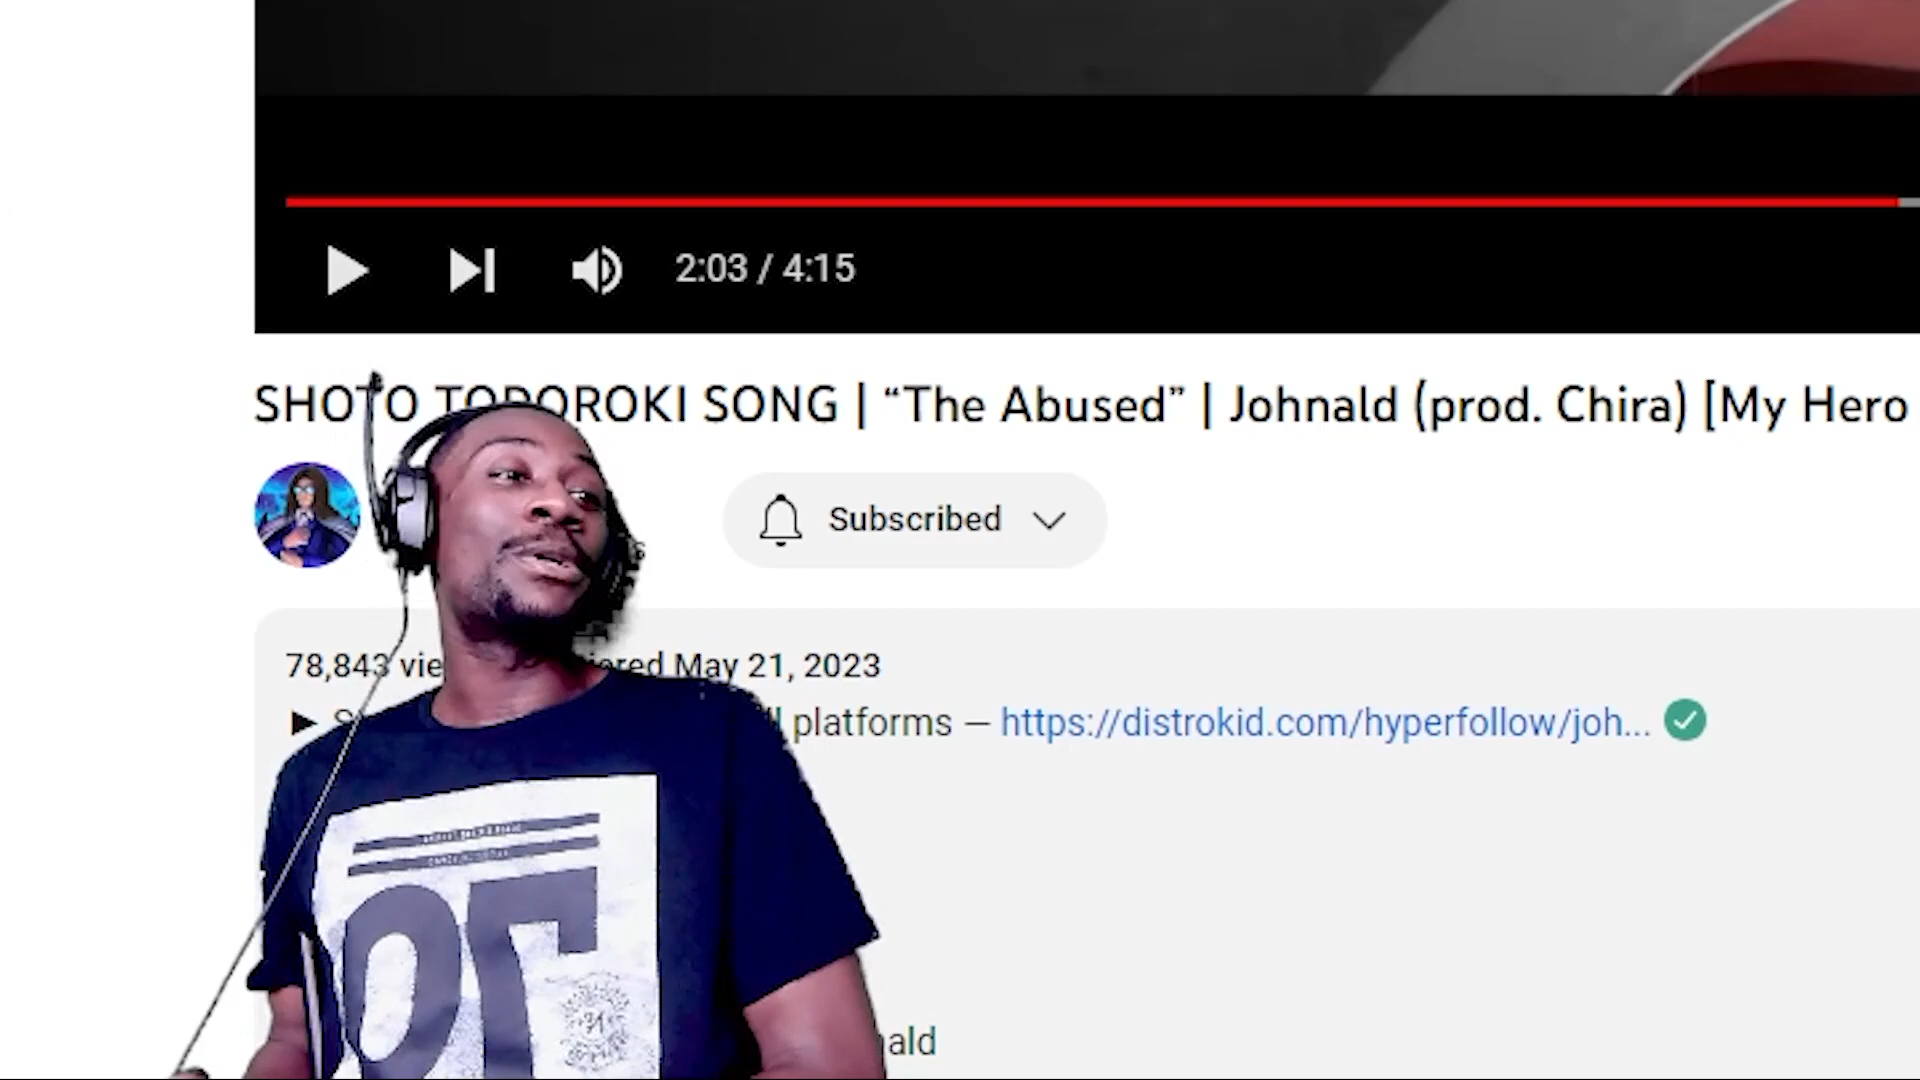 2:03 / 4:15
SHOTO TODOROKI SONG | “The Abused” | Johnald (prod. Chira) [My Hero
Subscribed
78,843 May 21, 2023
platforms — https://distrokid.com/hyperfollow/joh...